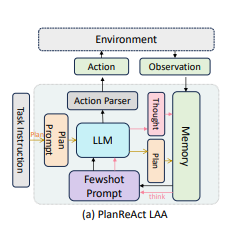 Environment
Action
Observation
Task Instruction
Plan
Plan Prompt
Action Parser
LLM
Thought
Plan
Memory
Fewshot
Prompt
think
(a) PlanReAct LAA